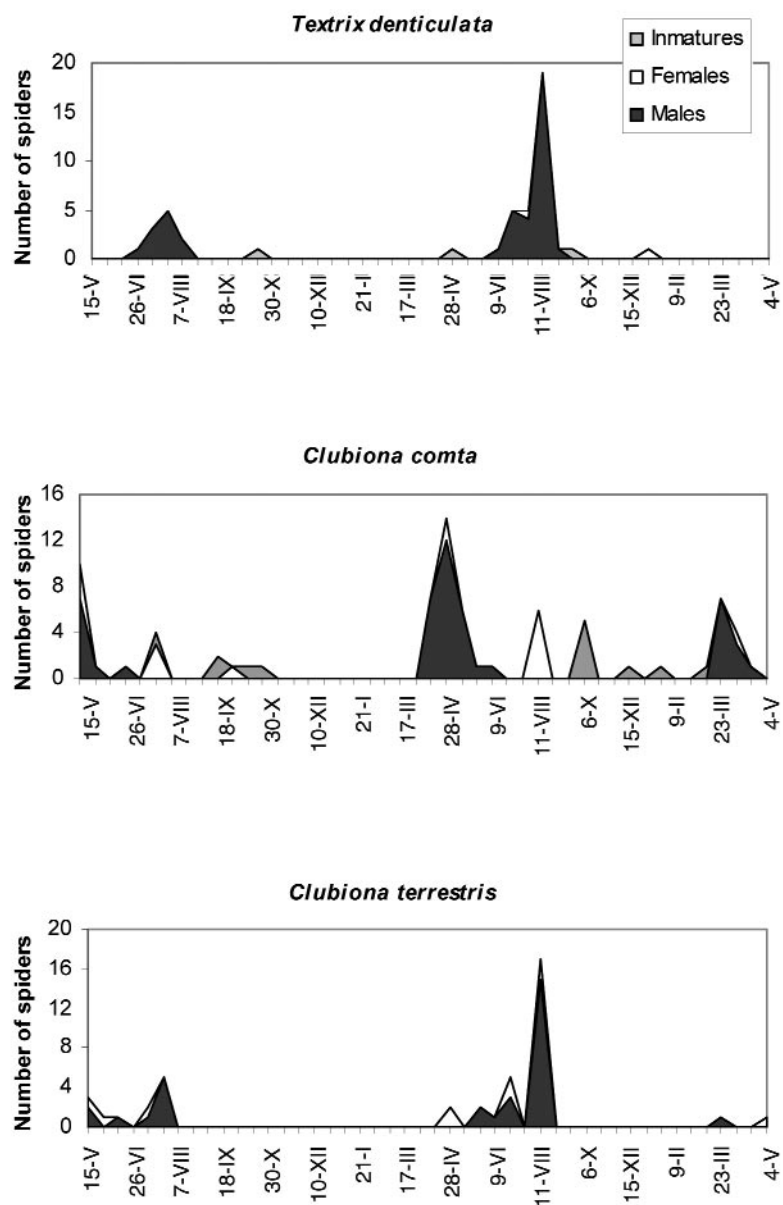 Textrix denticulata
Inmatures
Females
Males
Number of spiders
20
15
10
5
0
15-V
26-VI
7-VIII
18-IX
30-X
10-XII
21-I
17-III
28-IV
9-VI
11-VIII
6-X
15-XII
9-II
23-III
4-V
Clubiona comta
Number of spiders
16
12
8
4
0
15-V
26-VI
7-VIII
18-IX
30-X
10-XII
21-I
17-III
28-IV
9-VI
11-VIII
6-X
15-XII
9-II
23-III
4-V
Clubiona terrestris
Number of spiders
20
16
12
8
4
0
15-V
26-VI
7-VIII
18-IX
30-X
10-XII
21-I
17-III
28-IV
9-VI
11-VIII
6-X
15-XII
9-II
23-III
4-V